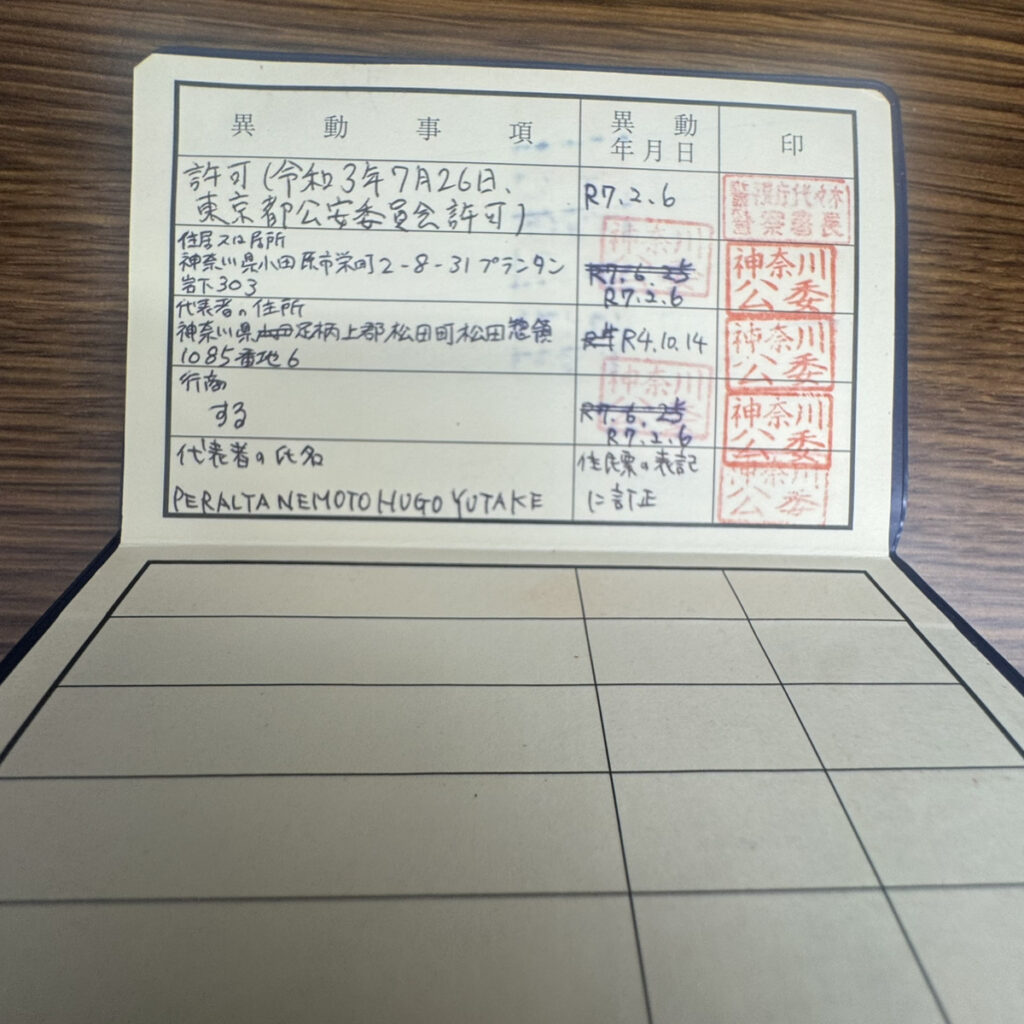 異動事項 異動年月日 印
許可(令和3年7月26日、
東京都公安委員会許可)
R7.2.6
住居又は居所
神奈川県小田原市栄町2-8-31プランタン
岩下303
R7.6.25
R7.2.6
神奈川
公委
代表者の住所
神奈川県足柄上郡松田町松田惣領
1085番地6
R4.10.14
神奈川
公委
行商
する
R7.6.25
R7.2.6
神奈川
公委
代表者の氏名
PERALTA NEMOTO HUGO YUTAKE
住民票の表記
に訂正
神奈川
公委